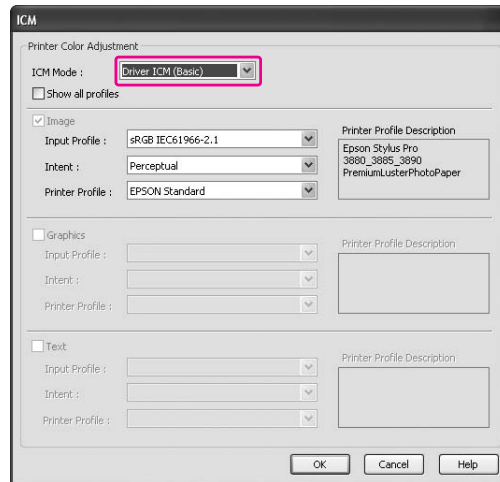 ICM
Printer Color Adjustment
ICM Mode :
Driver ICM (Basic)
Show all profiles
Image
Input Profile :
sRGB IEC61966-2.1
Intent :
Perceptual
Printer Profile :
EPSON Standard
Printer Profile Description
Epson Stylus Pro
3880_3885_3890
PremiumLusterPhotoPaper
Graphics
Input Profile :
Intent :
Printer Profile :
Printer Profile Description
Text
Input Profile :
Intent :
Printer Profile :
Printer Profile Description
OK
Cancel
Help